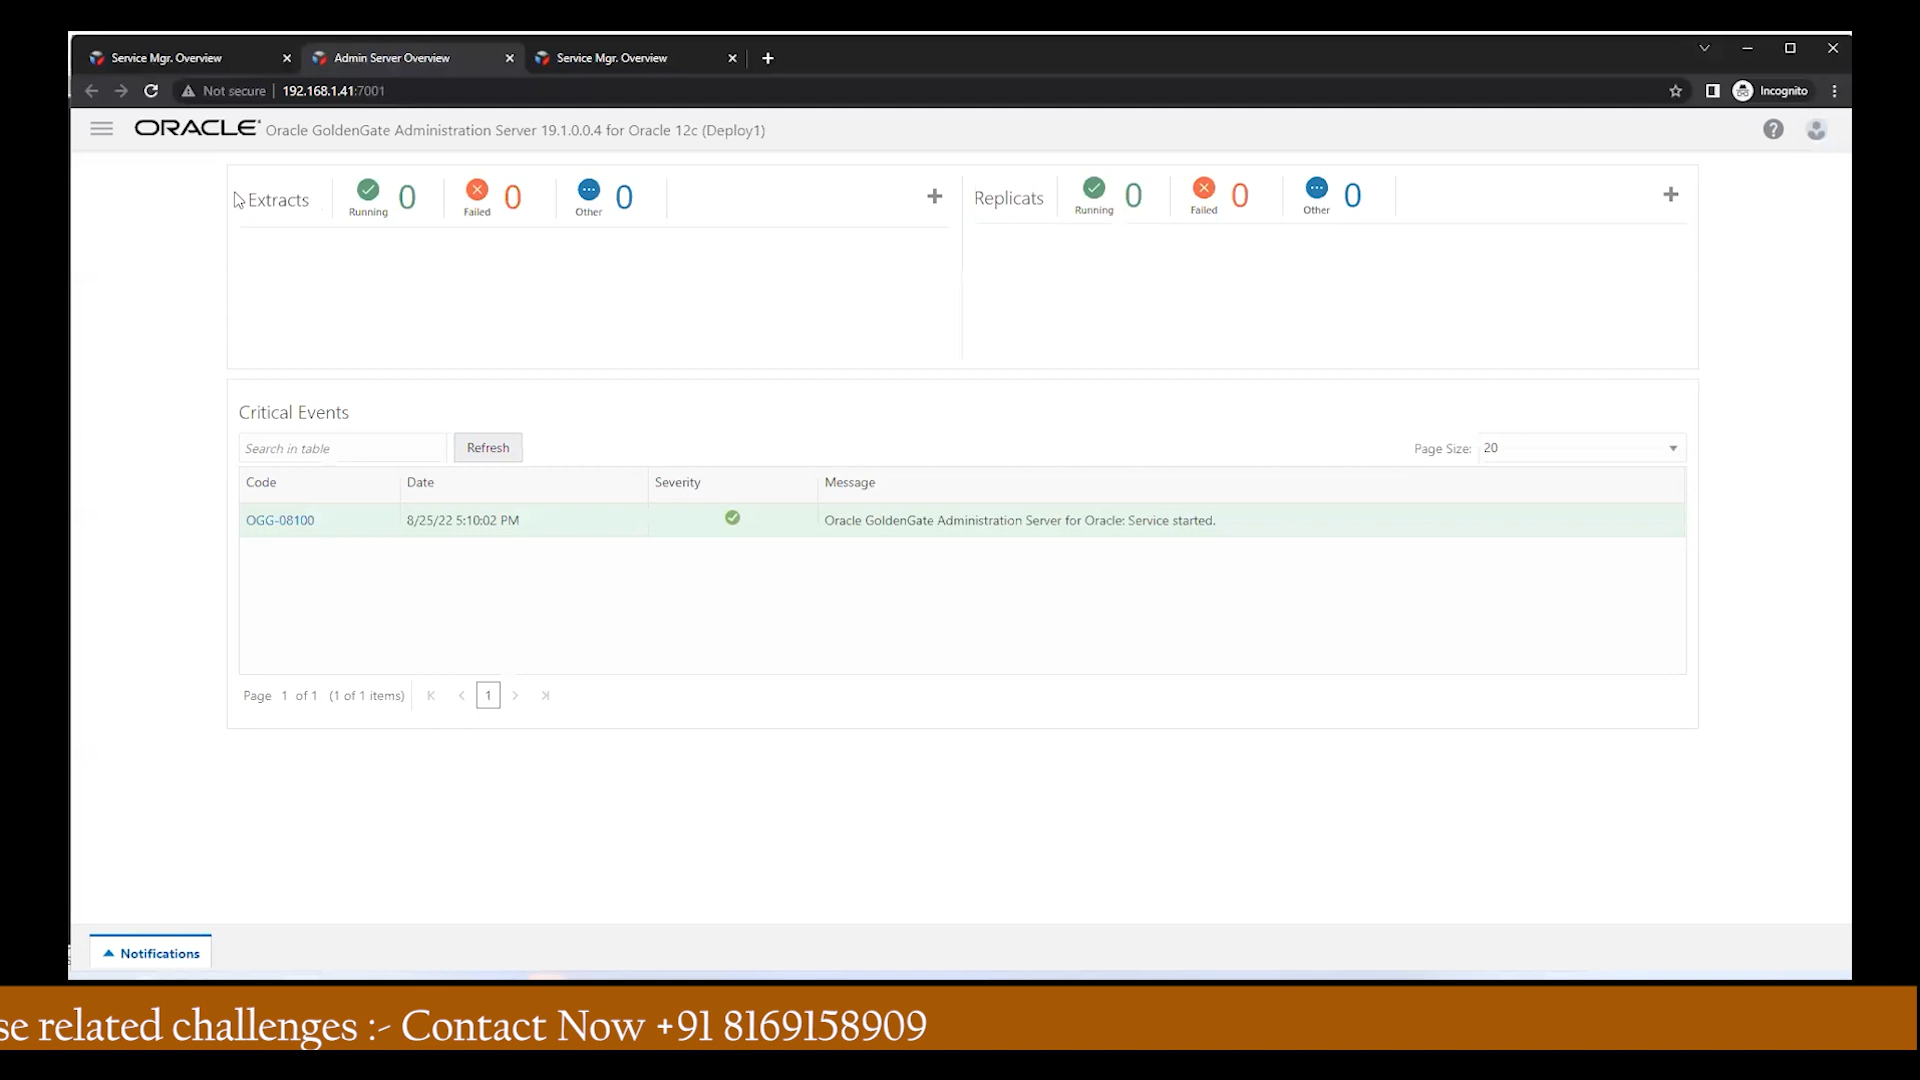 Service Mgr. Overview
Admin Server Overview
Service Mgr. Overview
Not secure
192.168.1.41:7001
Incognito
ORACLE Oracle GoldenGate Administration Server 19.1.0.0.4 for Oracle 12c (Deploy1)
Extracts
Running
0
Failed
0
Other
0
Replicats
Running
0
Failed
0
Other
0
Critical Events
Search in table
Refresh
Page Size: 20
Code Date Severity Message
OGG-08100 8/25/22 5:10:02 PM Oracle GoldenGate Administration Server for Oracle: Service started.
Page 1 of 1 (1 of 1 items) 1
Notifications
se related challenges :- Contact Now +91 8169158909